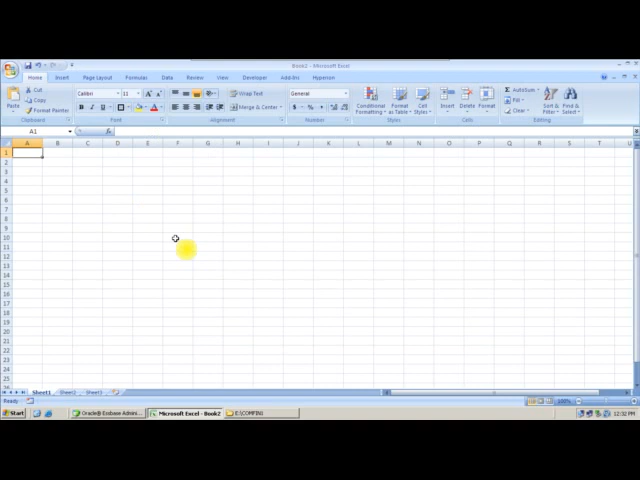 Book2 - Microsoft Excel
Home Insert Page Layout Formulas Data Review View Developer Add-Ins Hyperion
Paste Cut Copy Format Painter
Calibri 11 A A Wrap Text General Conditional Formatting Format as Table Cell Styles Insert Delete Format AutoSum Fill Clear Sort & Filter Find & Select
B I U Merge & Center $ % ,
Clipboard Font Alignment Number Styles Cells Editing
A1 fx
A B C D E F G H I J K L M N O P Q R S T U
1
2
3
4
5
6
7
8
9
10
11
12
13
14
15
16
17
18
19
20
21
22
23
24
25
26
Sheet1 Sheet2 Sheet3
Ready 100%
Start Oracle® Essbase Admini... Microsoft Excel - Book2 E:\COMFIN\ 12:32 PM